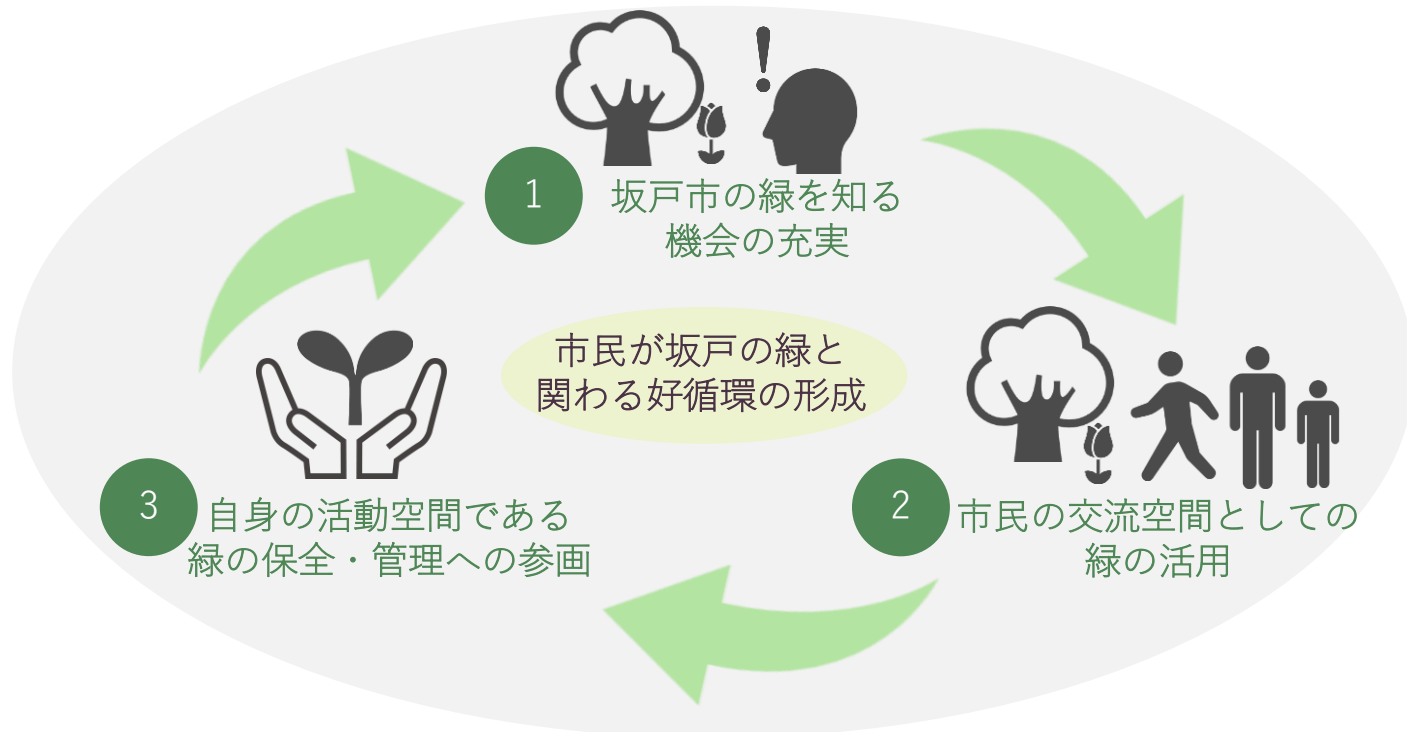 1
坂戸市の緑を知る
機会の充実
市民が坂戸の緑と
関わる好循環の形成
2
市民の交流空間としての
緑の活用
3
自身の活動空間である
緑の保全・管理への参画